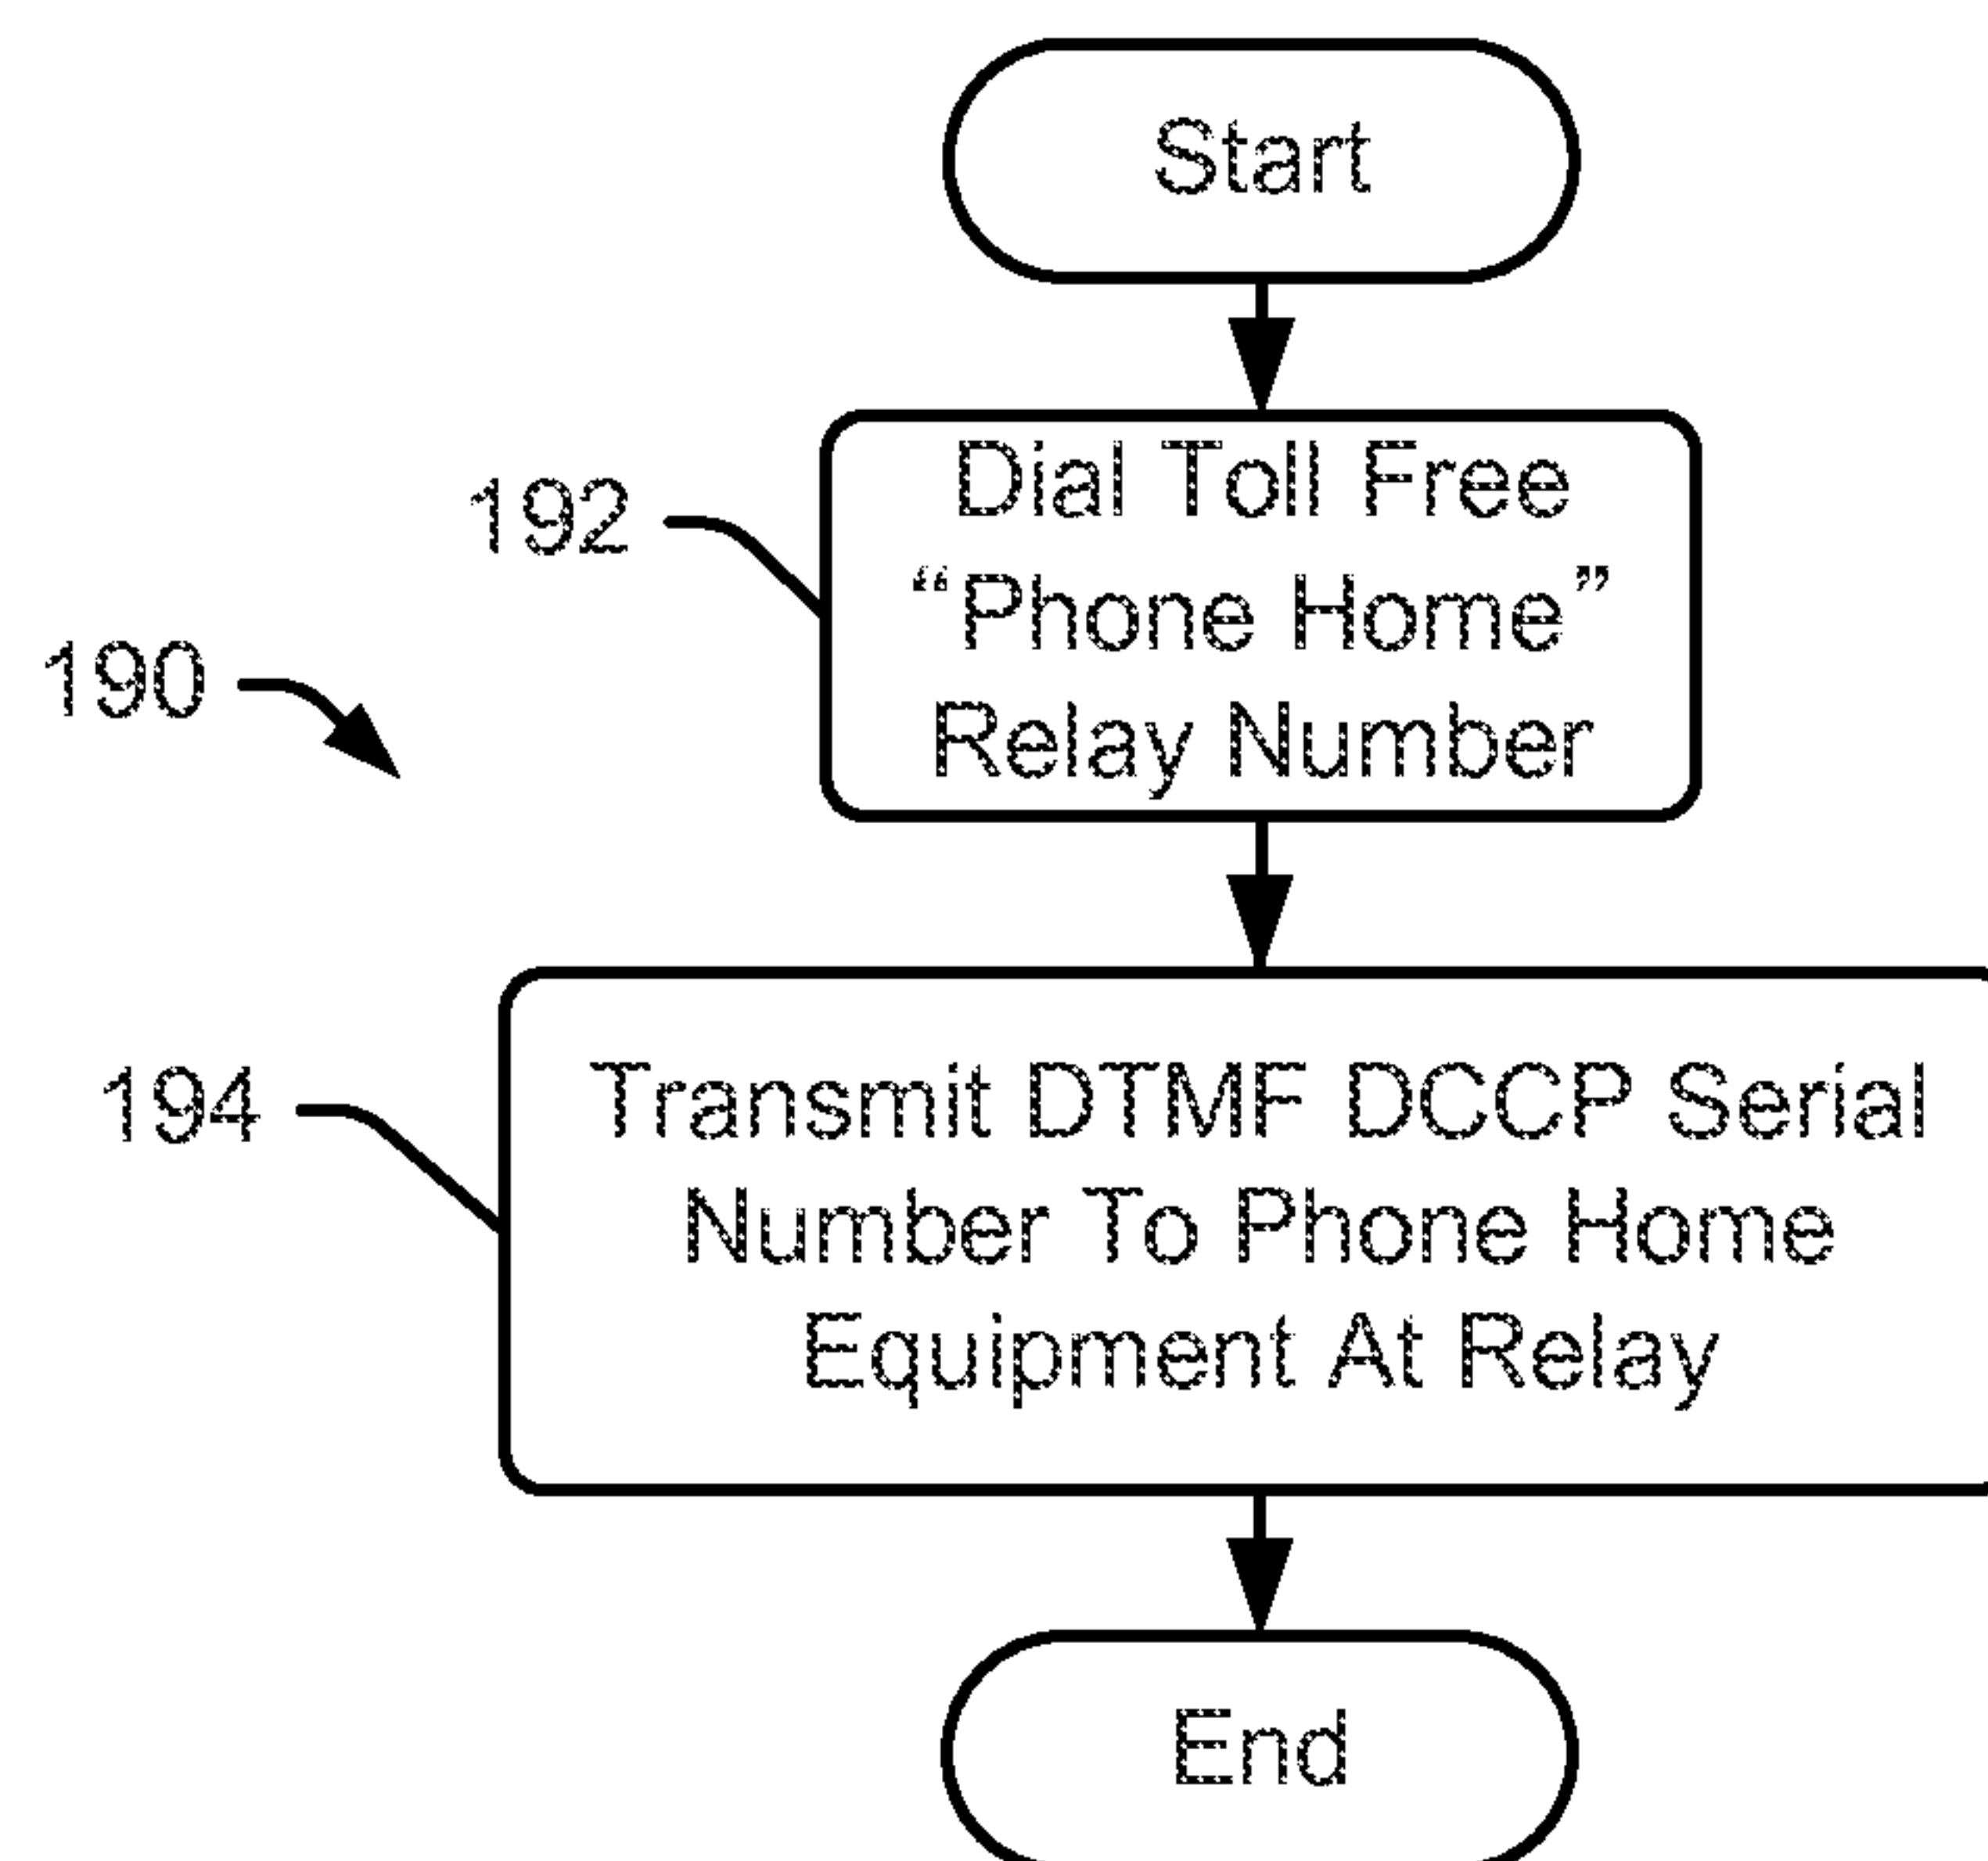 Start
192
Dial Toll Free
“Phone Home”
Relay Number
190
194
Transmit DTMF DCCP Serial
Number To Phone Home
Equipment At Relay
End